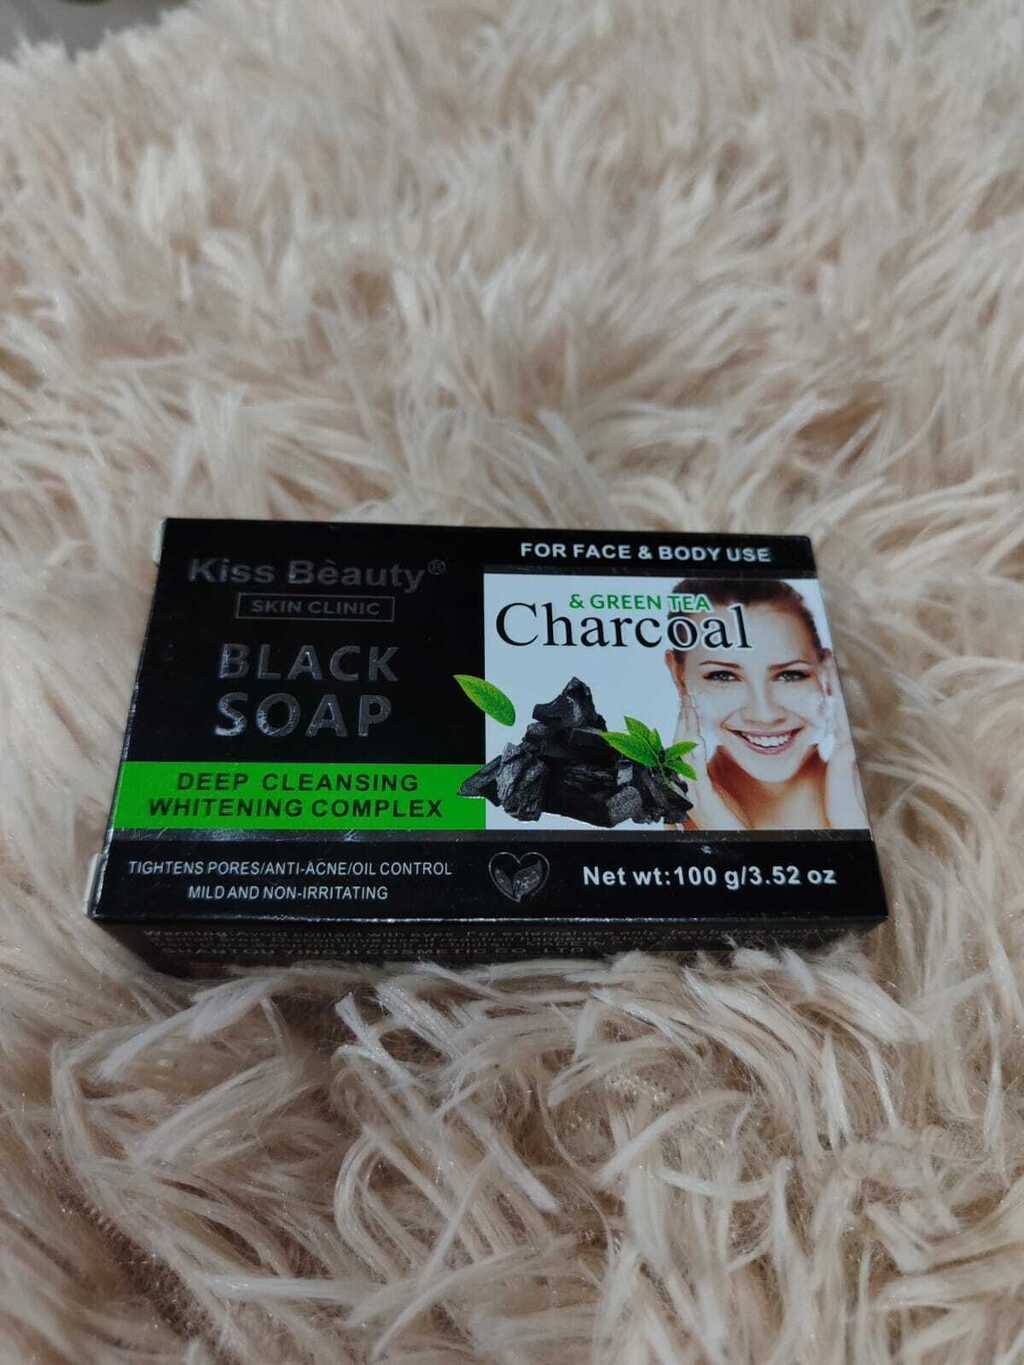 Kiss Bèauty®
SKIN CLINIC
BLACK
SOAP
DEEP CLEANSING
WHITENING COMPLEX
TIGHTENS PORES/ANTI-ACNE/OIL CONTROL
MILD AND NON-IRRITATING
FOR FACE & BODY USE
& GREEN TEA
Charcoal
Net wt:100 g/3.52 oz